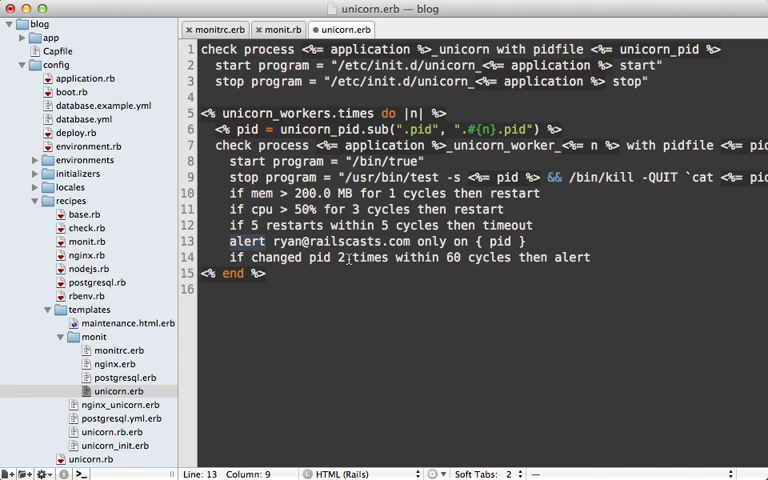 unicorn.erb — blog
monitrc.erb
monit.rb
unicorn.erb
blog
app
Capfile
config
application.rb
boot.rb
database.example.yml
database.yml
deploy.rb
environment.rb
environments
initializers
locales
recipes
base.rb
check.rb
monit.rb
nginx.rb
nodejs.rb
postgresql.rb
rbenv.rb
templates
maintenance.html.erb
monit
monitrc.erb
nginx.erb
postgresql.erb
unicorn.erb
nginx_unicorn.erb
postgresql.yml.erb
unicorn.rb.erb
unicorn_init.erb
unicorn.rb
1 check process <%= application %>_unicorn with pidfile <%= unicorn_pid %>
2 start program = "/etc/init.d/unicorn_<%= application %> start"
3 stop program = "/etc/init.d/unicorn_<%= application %> stop"
4
5 <% unicorn_workers.times do |n| %>
6 <% pid = unicorn_pid.sub(".pid", ".#{n}.pid") %>
7 check process <%= application %>_unicorn_worker_<%= n %> with pidfile <%= pid
8 start program = "/bin/true"
9 stop program = "/usr/bin/test -s <%= pid %> && /bin/kill -QUIT `cat <%= pid
10 if mem > 200.0 MB for 1 cycles then restart
11 if cpu > 50% for 3 cycles then restart
12 if 5 restarts within 5 cycles then timeout
13 alert ryan@railscasts.com only on { pid }
14 if changed pid 2 times within 60 cycles then alert
15 <% end %>
16
Line: 13 Column: 9 HTML (Rails) Soft Tabs: 2 —